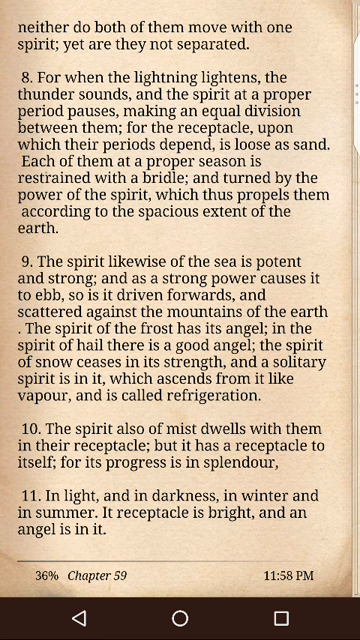 neither do both of them move with one
spirit; yet are they not separated.
8. For when the lightning lightens, the
thunder sounds, and the spirit at a proper
period pauses, making an equal division
between them; for the receptacle, upon
which their periods depend, is loose as sand.
Each of them at a proper season is
restrained with a bridle; and turned by the
power of the spirit, which thus propels them
according to the spacious extent of the
earth.
9. The spirit likewise of the sea is potent
and strong; and as a strong power causes it
to ebb, so is it driven forwards, and
scattered against the mountains of the earth
. The spirit of the frost has its angel; in the
spirit of hail there is a good angel; the spirit
of snow ceases in its strength, and a solitary
spirit is in it, which ascends from it like
vapour, and is called refrigeration.
10. The spirit also of mist dwells with them
in their receptacle; but it has a receptacle to
itself; for its progress is in splendour,
11. In light, and in darkness, in winter and
in summer. It receptacle is bright, and an
angel is in it.
36% Chapter 59 11:58 PM